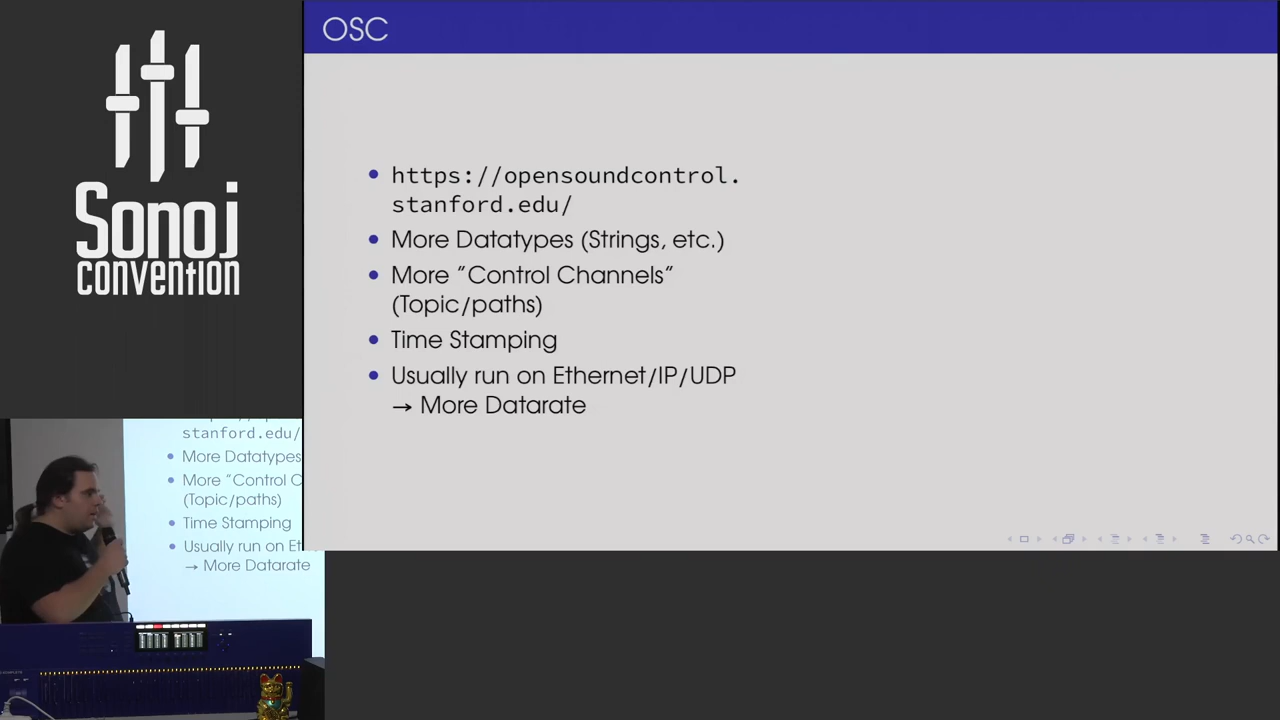 OSC
Sonoj
convention
https://opensoundcontrol.
stanford.edu/
More Datatypes (Strings, etc.)
More "Control Channels"
(Topic/paths)
Time Stamping
Usually run on Ethernet/IP/UDP
→ More Datarate
stanford.edu/
More Datatypes
More "Control C
(Topic/paths)
Time Stamping
Usually run on Et
→ More Datarate